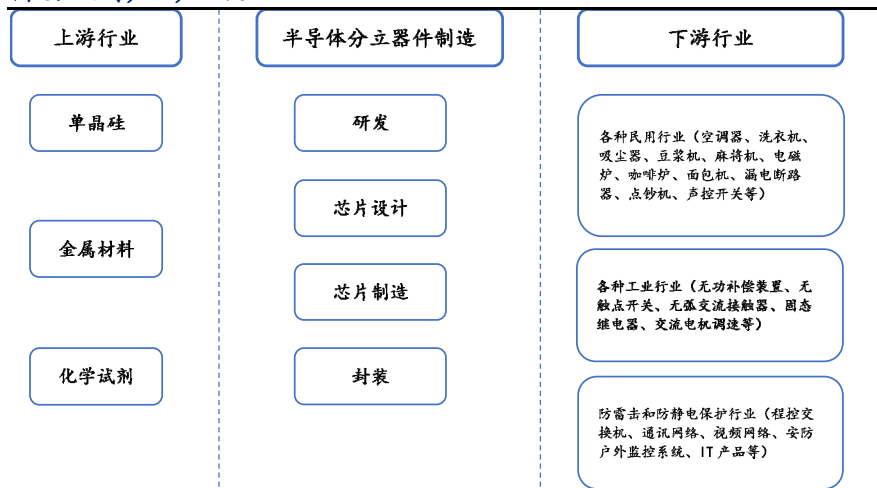 上游行业
半导体分立器件制造
下游行业
单晶硅
金属材料
化学试剂
研发
芯片设计
芯片制造
封装
各种民用行业（空调器、洗衣机、
吸尘器、豆浆机、麻将机、电磁
炉、咖啡炉、面包机、漏电断路
器、点钞机、声控开关等）
各种工业行业（无功补偿装置、无
触点开关、无弧交流接触器、固态
继电器、交流电机调速等）
防雷击和防静电保护行业（程控交
换机、通讯网络、视频网络、安防
户外监控系统、IT 产品等）